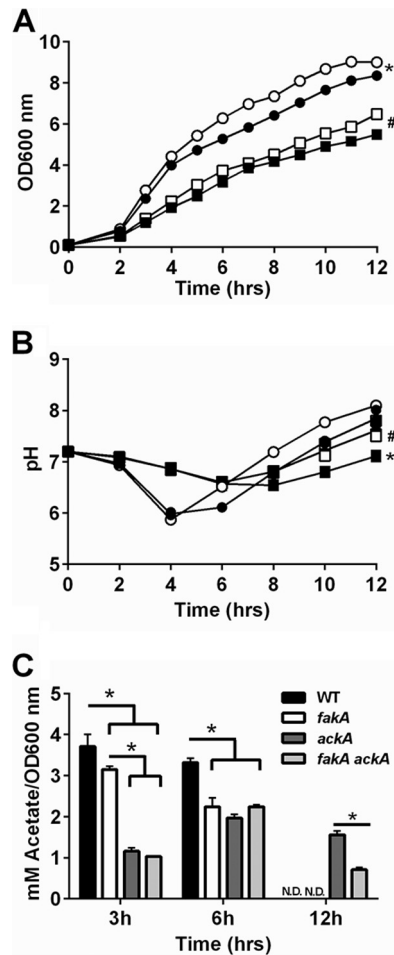 A
OD600 nm
10
8
6
4
2
0
*
#
0 2 4 6 8 10 12
Time (hrs)
B
pH
9
8
7
6
5
#
*
0 2 4 6 8 10 12
Time (hrs)
C
mM Acetate/OD600 nm
5
4
3
2
1
0
* * * *
WT
fakA
ackA
fakA ackA
N.D. N.D.
3h 6h 12h
Time (hrs)